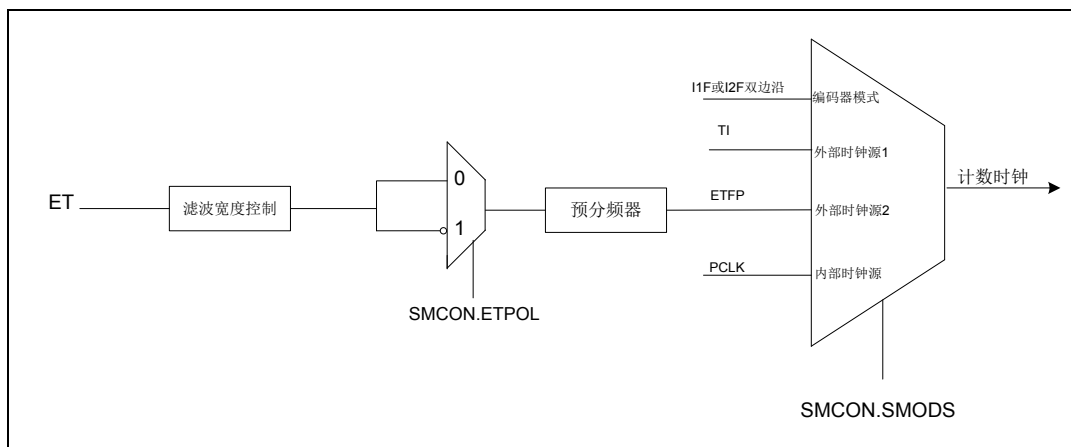 I1F或I2F双边沿
编码器模式
TI
外部时钟源1
计数时钟
0
ET
滤波宽度控制
预分频器
ETFP
外部时钟源2
1
PCLK
内部时钟源
SMCON.ETPOL
SMCON.SMODS